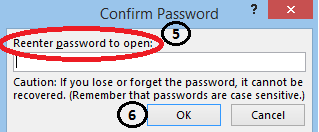 Confirm Password ? ×
Reenter password to open: 5
Caution: If you lose or forget the password, it cannot be
recovered. (Remember that passwords are case sensitive.)
6 OK Cancel